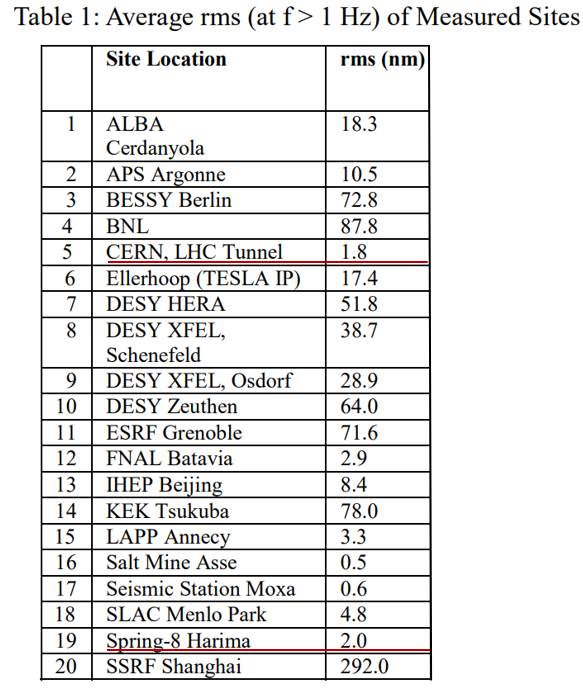 Table 1: Average rms (at f > 1 Hz) of Measured Sites
Site Location rms (nm)
1 ALBA 18.3
Cerdanyola
2 APS Argonne 10.5
3 BESSY Berlin 72.8
4 BNL 87.8
5 CERN, LHC Tunnel 1.8
6 Ellerhoop (TESLA IP) 17.4
7 DESY HERA 51.8
8 DESY XFEL, 38.7
Schenefeld
9 DESY XFEL, Osdorf 28.9
10 DESY Zeuthen 64.0
11 ESRF Grenoble 71.6
12 FNAL Batavia 2.9
13 IHEP Beijing 8.4
14 KEK Tsukuba 78.0
15 LAPP Annecy 3.3
16 Salt Mine Asse 0.5
17 Seismic Station Moxa 0.6
18 SLAC Menlo Park 4.8
19 Spring-8 Harima 2.0
20 SSRF Shanghai 292.0